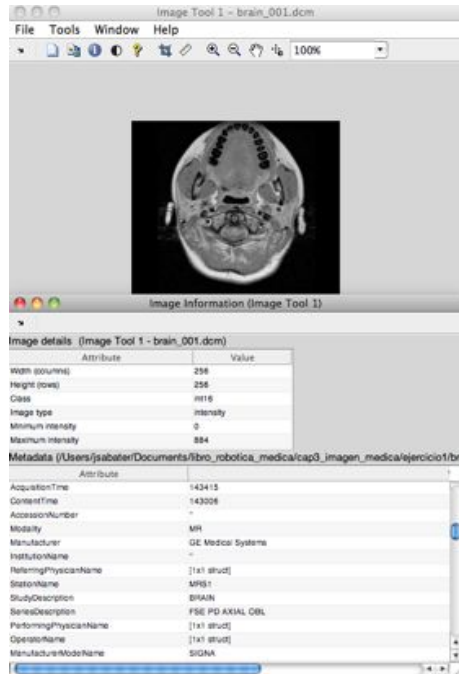 Image Tool 1 - brain_001.dcm
File Tools Window Help
100%
Image Information (Image Tool 1)
Image details (Image Tool 1 - brain_001.dcm)
Attribute Value
Width (columns) 256
Height (rows) 256
Class int16
Image type intensity
Minimum intensity 0
Maximum intensity 884
Metadata (/Users/jsabater/Documents/libro_robotica_medica/cap3_imagen_medica/ejercicio1/br
Attribute
AcquisitionTime 143415
ContentTime 143006
AccessionNumber ''
Modality MR
Manufacturer GE Medical Systems
InstitutionName ''
ReferringPhysicianName [1x1 struct]
StationName MRS1
StudyDescription BRAIN
SeriesDescription FSE PD AXIAL OBL
PerformingPhysicianName [1x1 struct]
OperatorName [1x1 struct]
ManufacturerModelName SIGNA